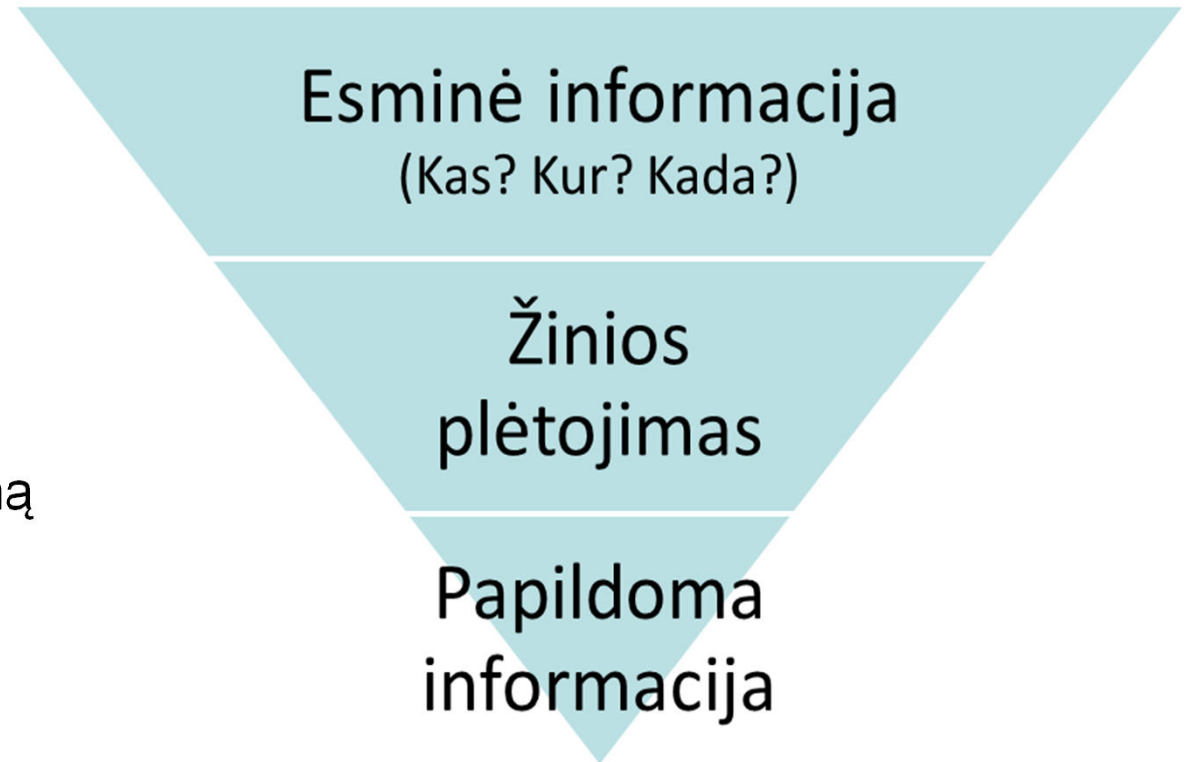 Esminė informacija
(Kas? Kur? Kada?)
Žinios
plėtojimas
Papildoma
informacija